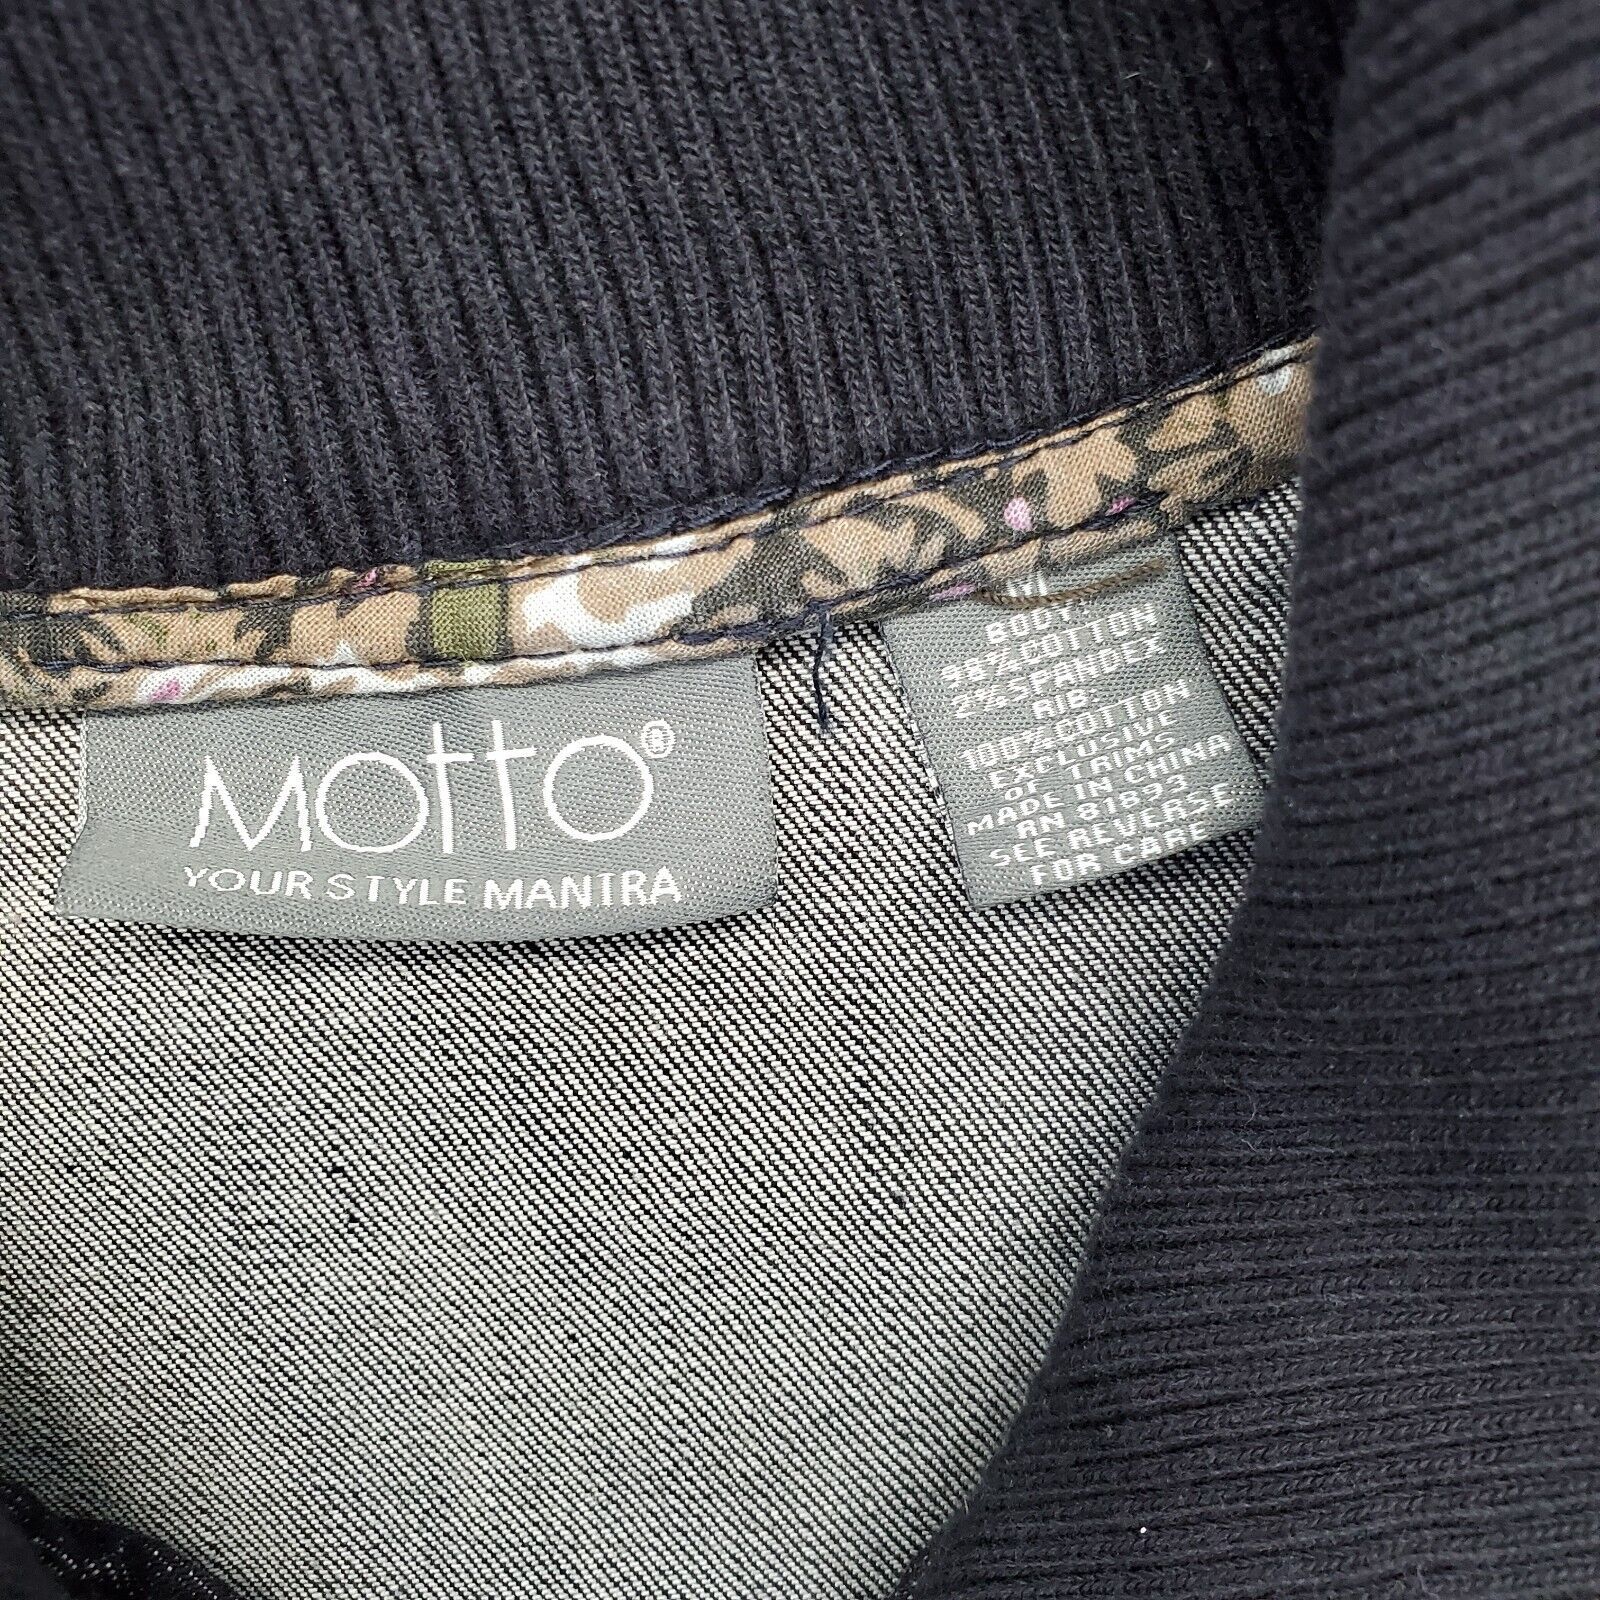 MOTTO®
YOUR STYLE MANTRA
BODY:
98% COTTON
2% SPANDEX
RIB:
100% COTTON
EXCLUSIVE
OF TRIMS
MADE IN CHINA
RN 81893
SEE REVERSE
FOR CARE